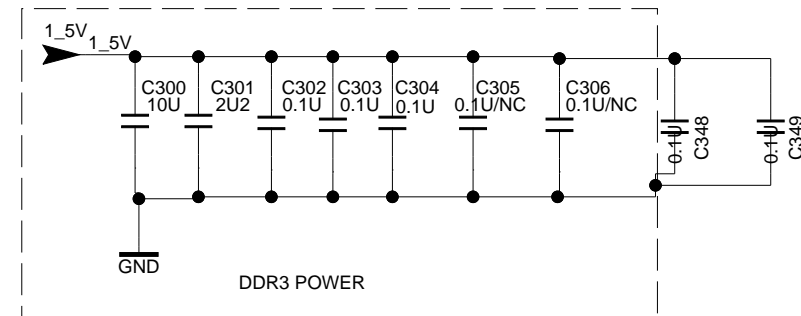 1_5V
1_5V
C300
10U
C301
2U2
C302
0.1U
C303
0.1U
C304
0.1U
C305
0.1U/NC
C306
0.1U/NC
0.1U
C348
0.1U
C349
GND
DDR3 POWER